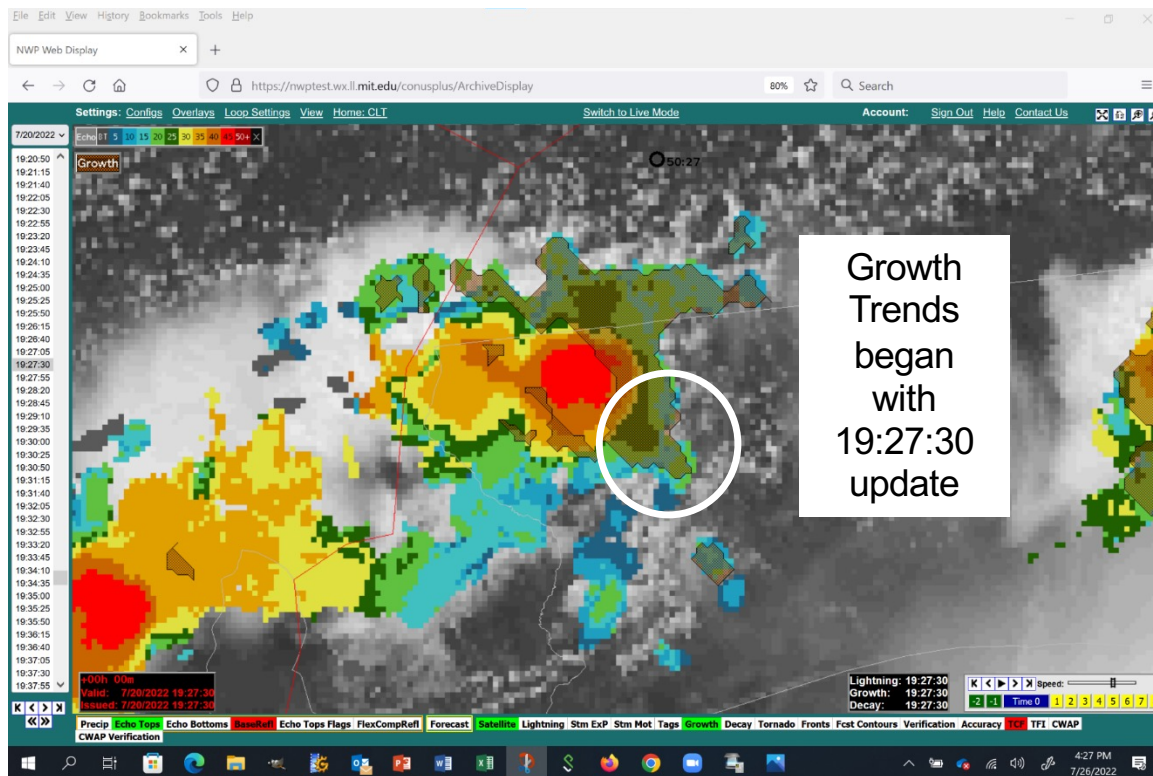 File Edit View History Bookmarks Tools Help
NWP Web Display
https://nwptest.wx.ll.mit.edu/conusplus/ArchiveDisplay
80%
Search
Settings: Configs Overlays Loop Settings View Home: CLT
Switch to Live Mode
Account: Sign Out Help Contact Us
7/20/2022
Echo BT 5 10 15 20 25 30 35 40 45 50+ X
Growth
50:27
19:20:50
19:21:15
19:21:40
19:22:05
19:22:30
19:22:55
19:23:20
19:23:45
19:24:10
19:24:35
19:25:00
19:25:25
19:25:50
19:26:15
19:26:40
19:27:05
19:27:30
19:27:55
19:28:20
19:28:45
19:29:10
19:29:35
19:30:00
19:30:25
19:30:50
19:31:15
19:31:40
19:32:05
19:32:30
19:32:55
19:33:20
19:33:45
19:34:10
19:34:35
19:35:00
19:35:25
19:35:50
19:36:15
19:36:40
19:37:05
19:37:30
19:37:55
Growth
Trends
began
with
19:27:30
update
+00h 00m
Valid: 7/20/2022 19:27:30
Issued: 7/20/2022 19:27:30
Lightning: 19:27:30
Growth: 19:27:30
Decay: 19:27:30
Speed:
-2 -1 Time 0 1 2 3 4 5 6 7
Precip Echo Tops Echo Bottoms BaseRefl Echo Tops Flags FlexCompRefl Forecast Satellite Lightning Stm ExP Stm Mot Tags Growth Decay Tornado Fronts Fcst Contours Verification Accuracy TCF TFI CWAP
CWAP Verification
4:27 PM
7/26/2022